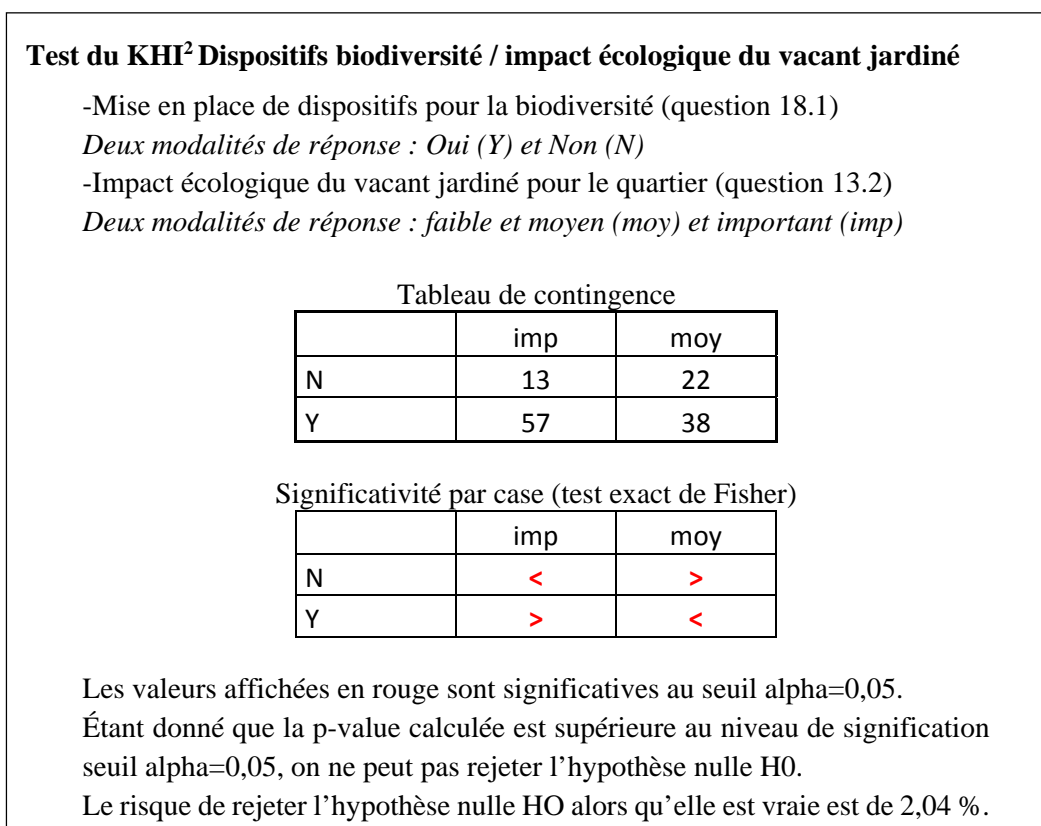 Test du KHI² Dispositifs biodiversité / impact écologique du vacant jardiné
-Mise en place de dispositifs pour la biodiversité (question 18.1)
Deux modalités de réponse : Oui (Y) et Non (N)
-Impact écologique du vacant jardiné pour le quartier (question 13.2)
Deux modalités de réponse : faible et moyen (moy) et important (imp)
Tableau de contingence
imp moy
N 13 22
Y 57 38
Significativité par case (test exact de Fisher)
imp moy
N < >
Y > <
Les valeurs affichées en rouge sont significatives au seuil alpha=0,05.
Étant donné que la p-value calculée est supérieure au niveau de signification
seuil alpha=0,05, on ne peut pas rejeter l’hypothèse nulle H0.
Le risque de rejeter l’hypothèse nulle HO alors qu’elle est vraie est de 2,04 %.